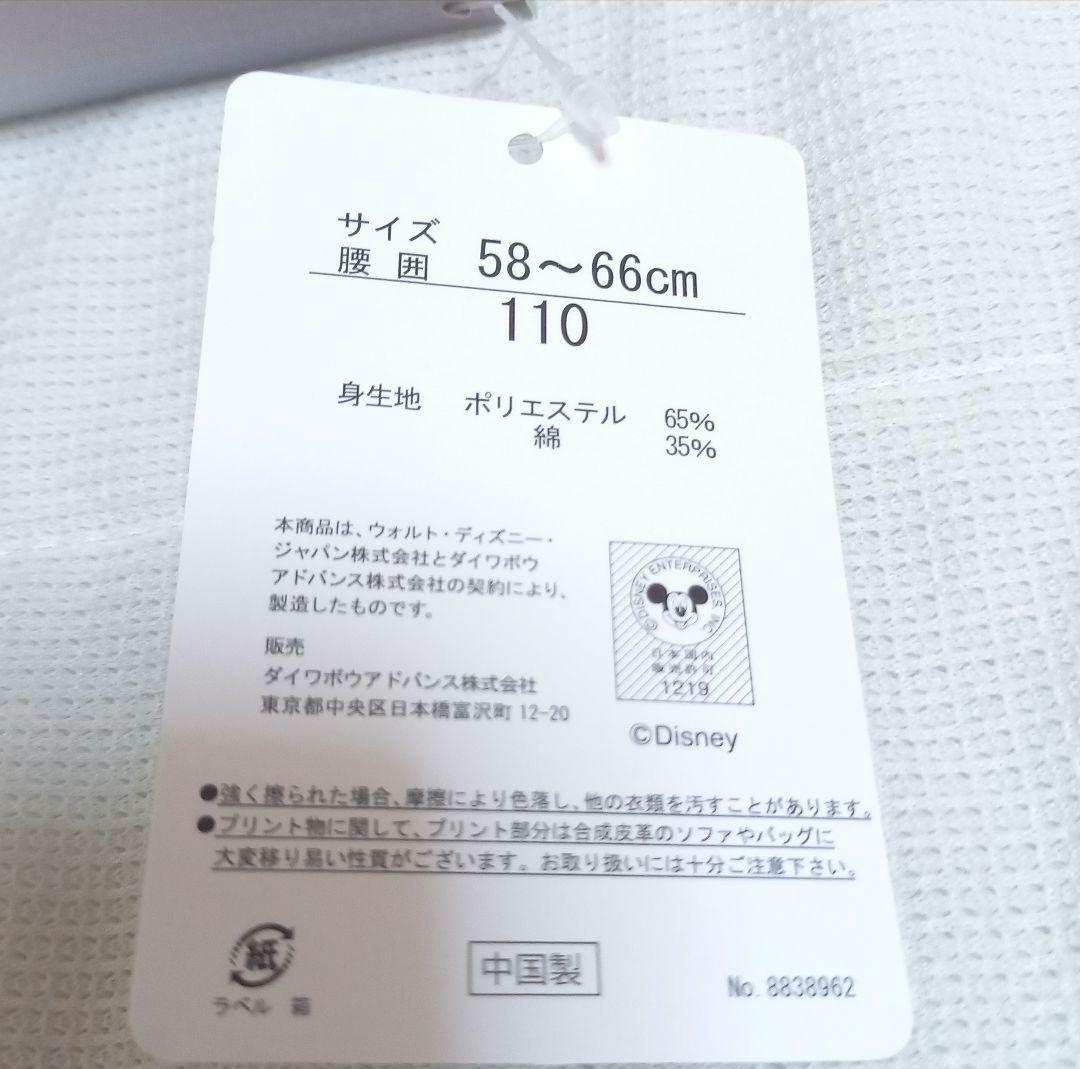 サイズ
腰囲 58～66cm
110
身生地 ポリエステル 65%
綿 35%
本商品は、ウォルト・ディズニー・
ジャパン株式会社とダイワボウ
アドバンス株式会社の契約により、
製造したものです。
販売
ダイワボウアドバンス株式会社
東京都中央区日本橋富沢町 12-20
©DISNEY ENTERPRISES, INC
日本国内
販売許可
1219
©Disney
●強く擦られた場合、摩擦により色落し、他の衣類を汚すことがあります。
●プリント物に関して、プリント部分は合成皮革のソファやバッグに
大変移り易い性質がございます。お取り扱いには十分ご注意下さい。
紙
ラベル 箱
中国製
No. 8838962